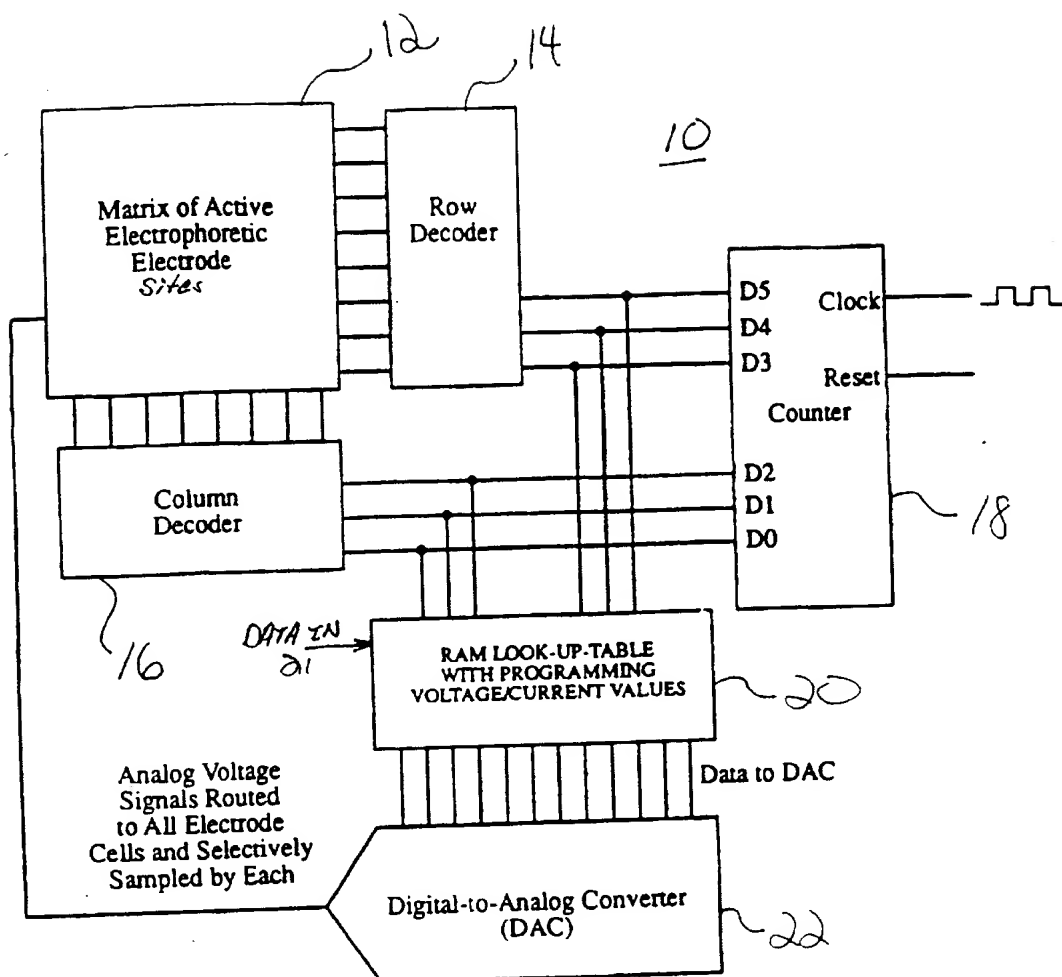 12
14
10
Matrix of Active
Electrophoretic
Electrode
Sites
Row
Decoder
D5
Clock
D4
D3
Reset
Counter
D2
D1
D0
18
Column
Decoder
16
DATA IN
21
RAM LOOK-UP-TABLE
WITH PROGRAMMING
VOLTAGE/CURRENT VALUES
20
Data to DAC
Analog Voltage
Signals Routed
to All Electrode
Cells and Selectively
Sampled by Each
Digital-to-Analog Converter
(DAC)
22